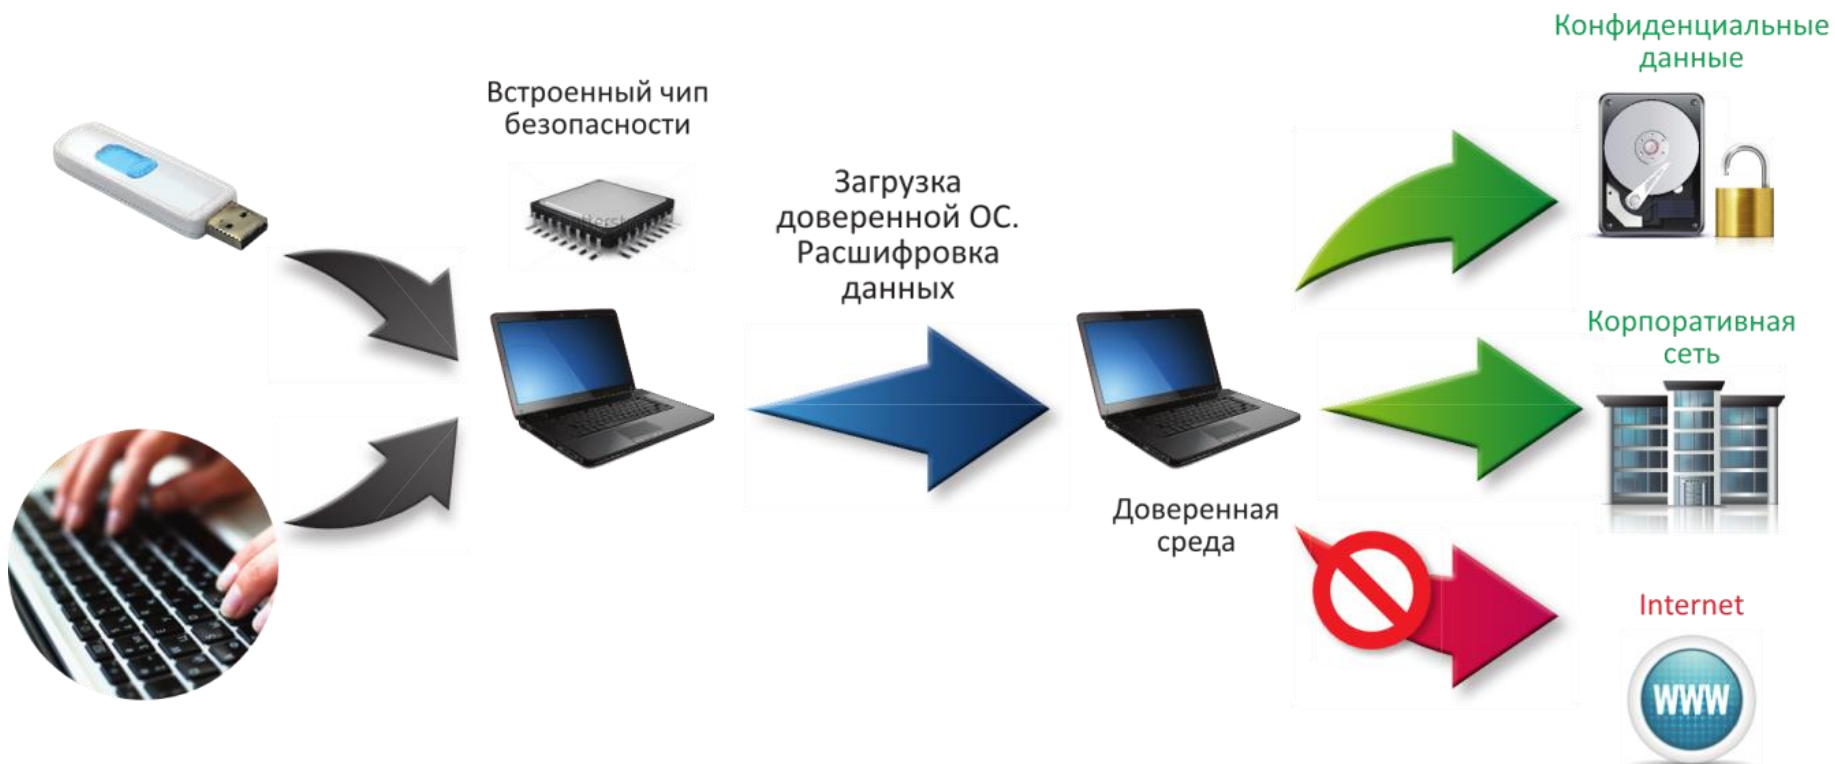 Встроенный чип
безопасности
Загрузка
доверенной ОС.
Расшифровка
данных
Доверенная
среда
Конфиденциальные
данные
Корпоративная
сеть
Internet
WWW